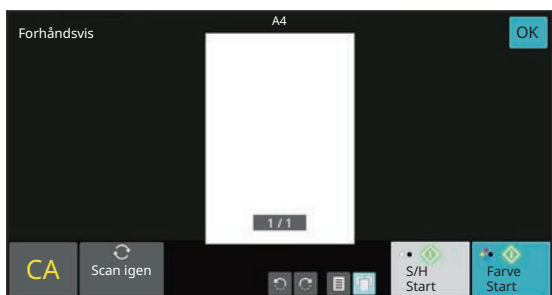 A4
Forhåndsvis
OK
1 / 1
CA
Scan igen
S/H
Start
Farve
Start